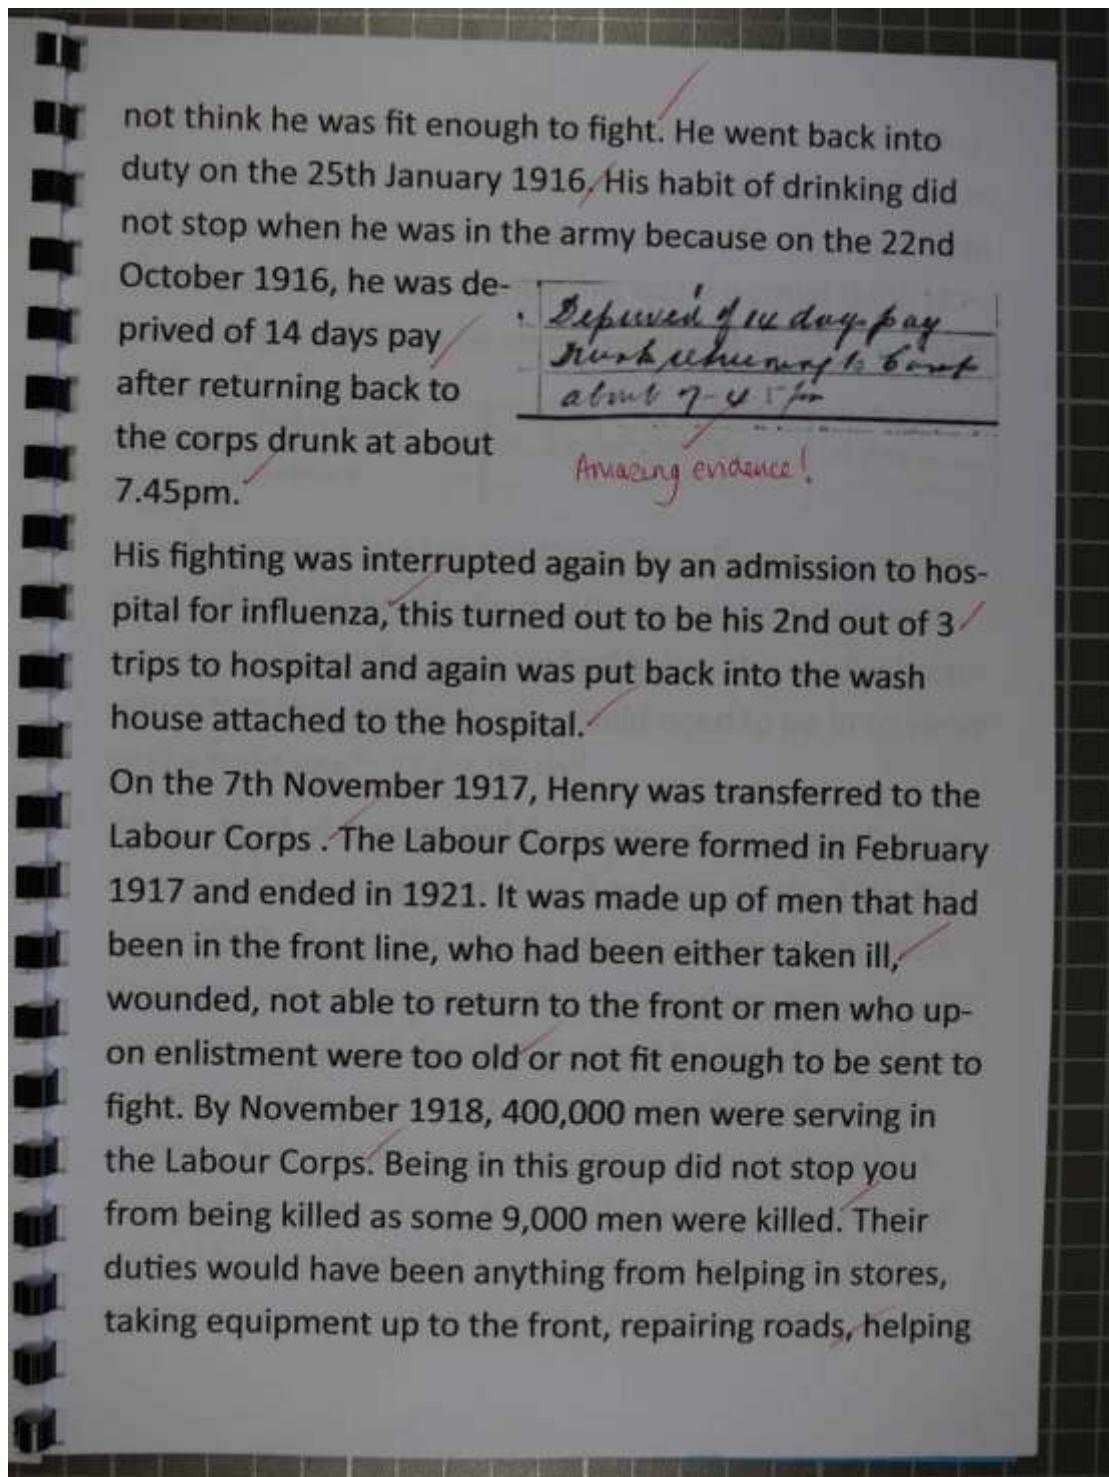 not think he was fit enough to fight. He went back into
duty on the 25th January 1916. His habit of drinking did
not stop when he was in the army because on the 22nd
October 1916, he was de-
prived of 14 days pay
after returning back to
the corps drunk at about
7.45pm.
Deprived of 14 days pay
drunk returning to Camp
about 7-45 pm
Amazing evidence!
His fighting was interrupted again by an admission to hos-
pital for influenza, this turned out to be his 2nd out of 3
trips to hospital and again was put back into the wash
house attached to the hospital.
On the 7th November 1917, Henry was transferred to the
Labour Corps . The Labour Corps were formed in February
1917 and ended in 1921. It was made up of men that had
been in the front line, who had been either taken ill,
wounded, not able to return to the front or men who up-
on enlistment were too old or not fit enough to be sent to
fight. By November 1918, 400,000 men were serving in
the Labour Corps. Being in this group did not stop you
from being killed as some 9,000 men were killed. Their
duties would have been anything from helping in stores,
taking equipment up to the front, repairing roads, helping